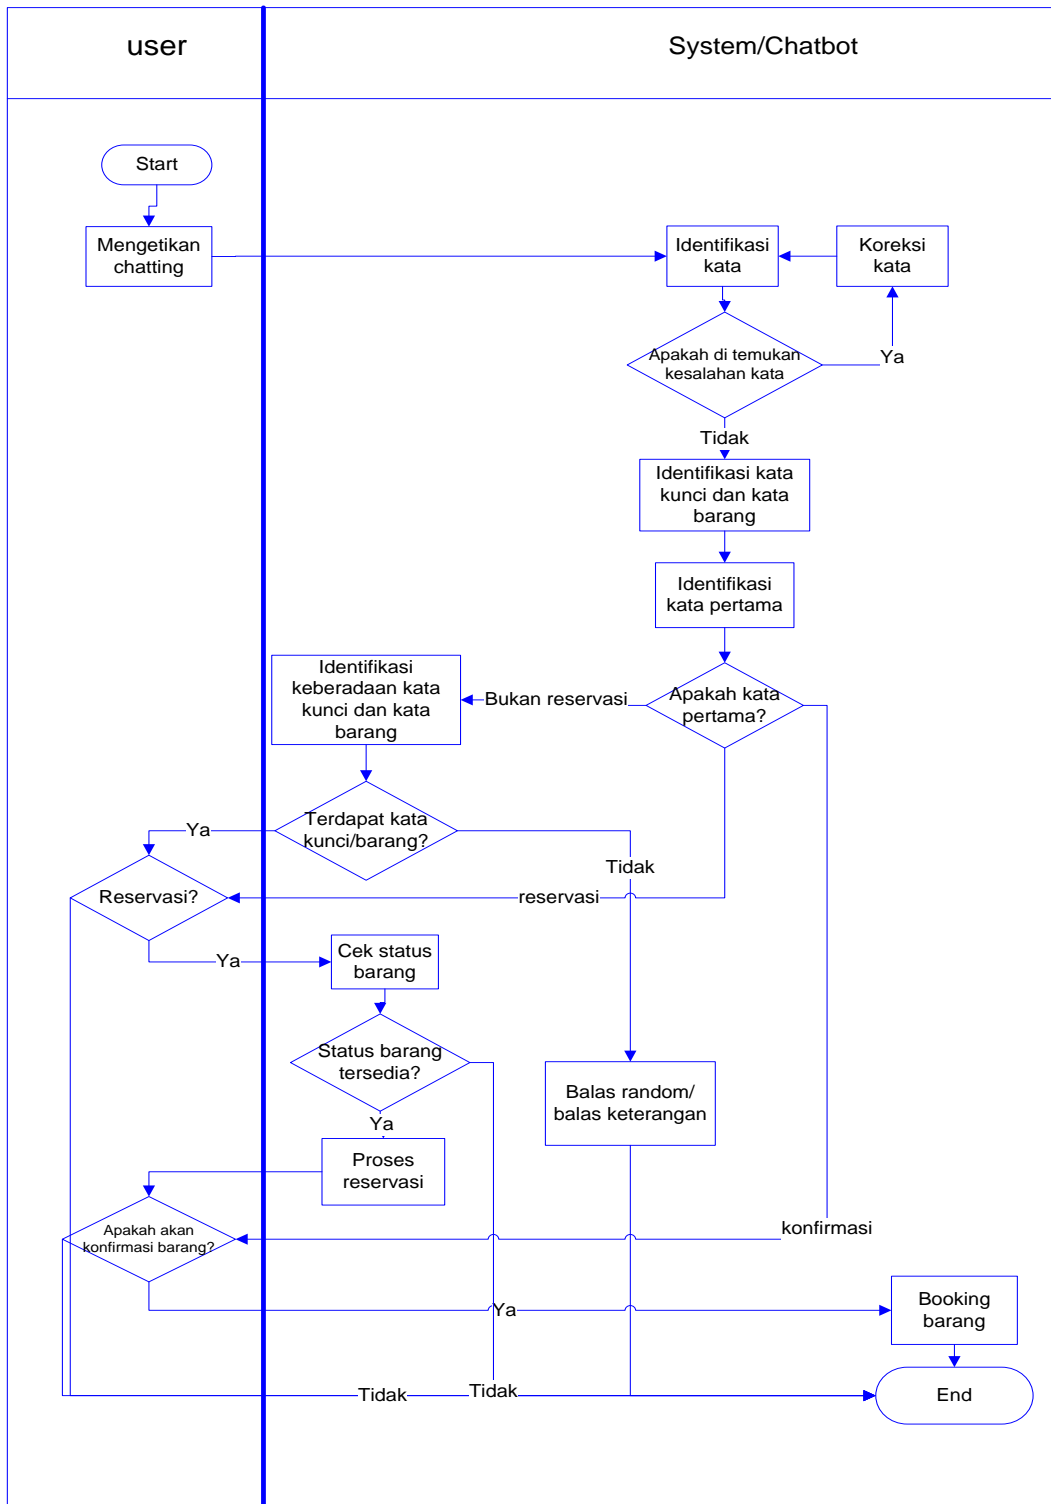 user
System/Chatbot
Start
Mengetikan
chatting
Identifikasi
kata
Koreksi
kata
Apakah di temukan
kesalahan kata
Ya
Tidak
Identifikasi kata
kunci dan kata
barang
Identifikasi
kata pertama
Identifikasi
keberadaan kata
kunci dan kata
barang
Bukan reservasi
Apakah kata
pertama?
Terdapat kata
kunci/barang?
Ya
Tidak
Reservasi?
reservasi
Ya
Cek status
barang
Status barang
tersedia?
Balas random/
balas keterangan
Ya
Proses
reservasi
Apakah akan
konfirmasi barang?
konfirmasi
Ya
Booking
barang
Tidak
Tidak
End